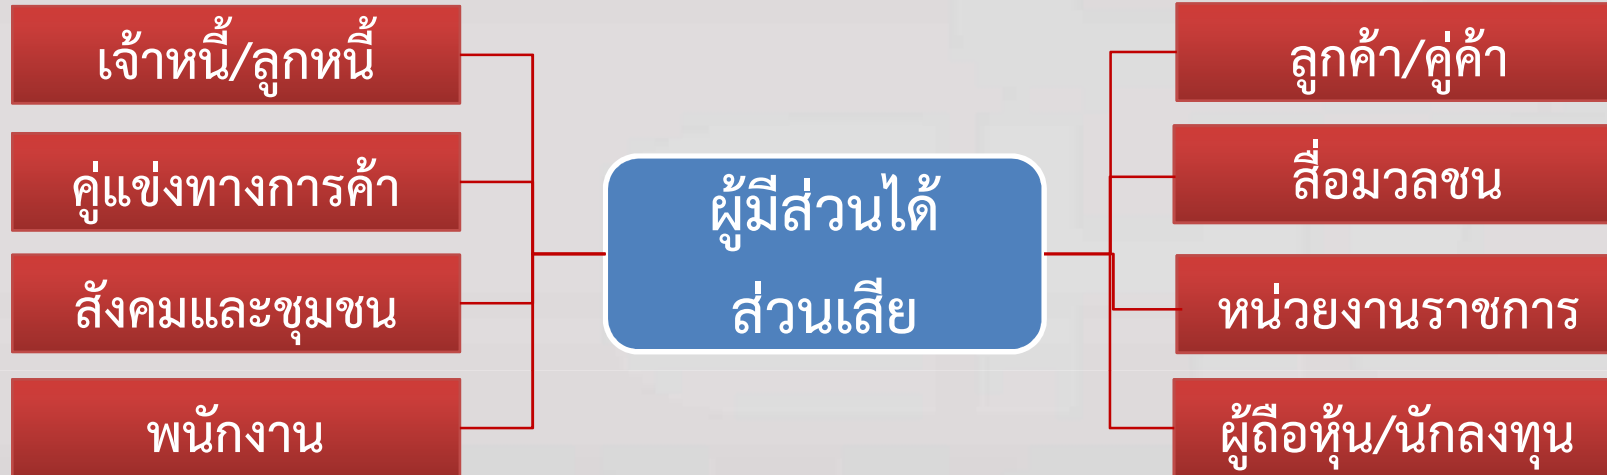 เจ้าหนี้/ลูกหนี้
คู่แข่งทางการค้า
สังคมและชุมชน
พนักงาน
ผู้มีส่วนได้
ส่วนเสีย
ลูกค้า/คู่ค้า
สื่อมวลชน
หน่วยงานราชการ
ผู้ถือหุ้น/นักลงทุน